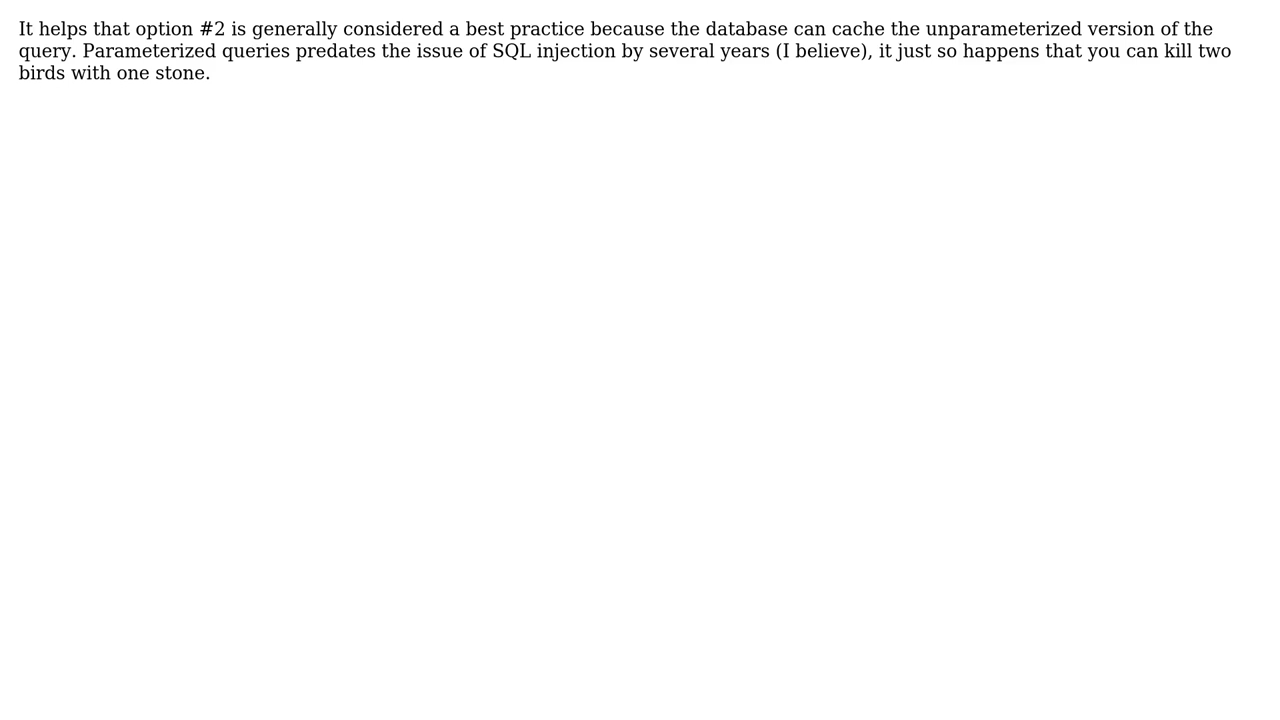 It helps that option #2 is generally considered a best practice because the database can cache the unparameterized version of the
query. Parameterized queries predates the issue of SQL injection by several years (I believe), it just so happens that you can kill two
birds with one stone.